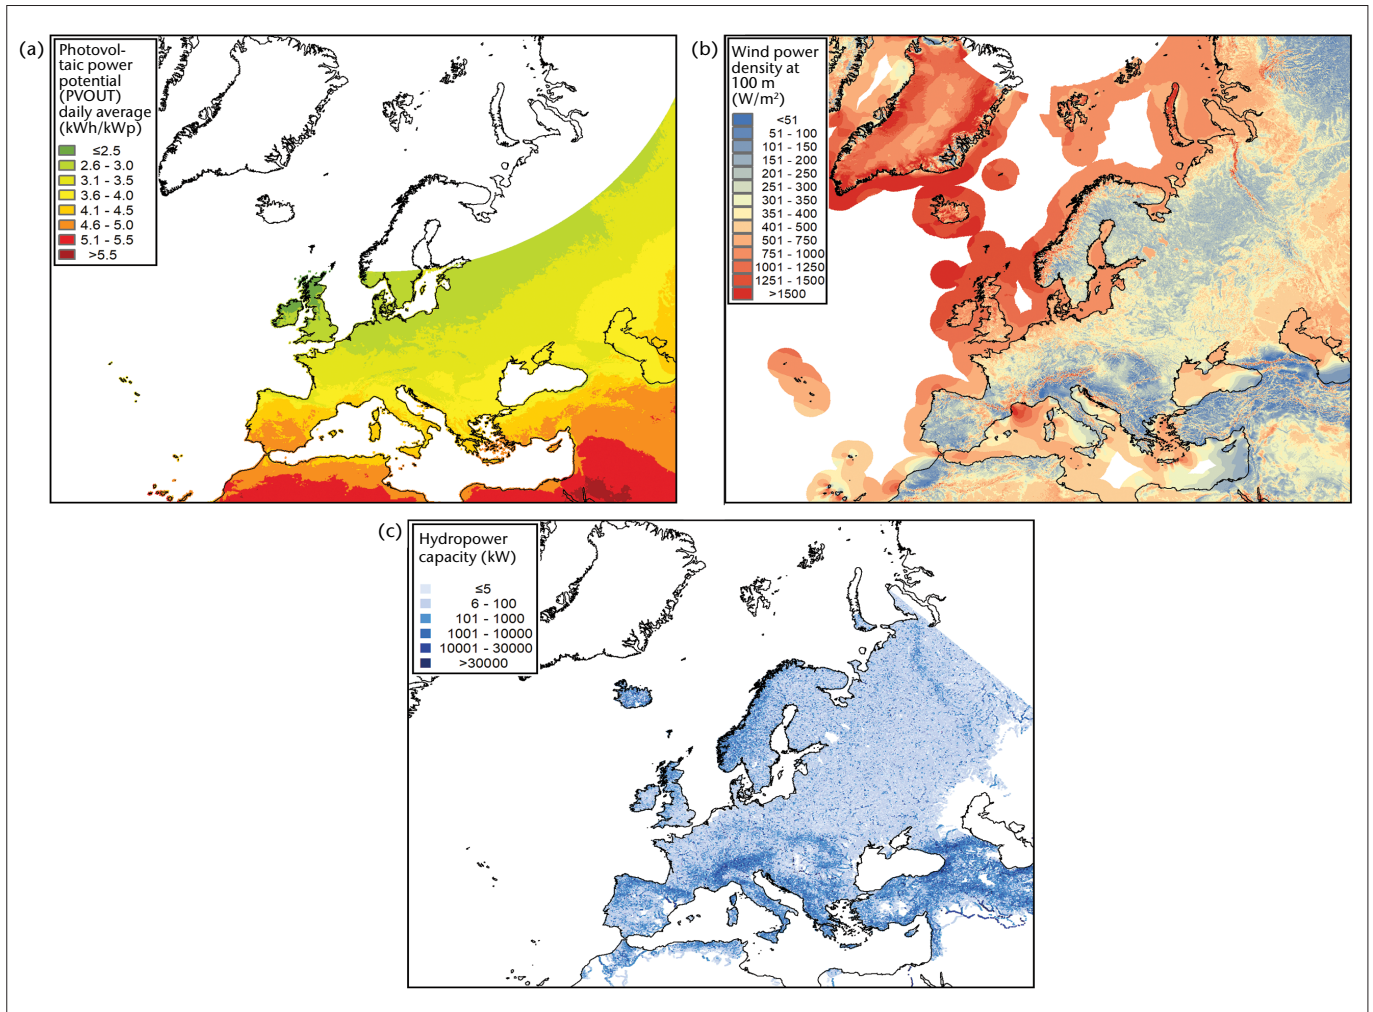 (a)
Photovol-
taic power
potential
(PVOUT)
daily average
(kWh/kWp)
≤2.5
2.6 - 3.0
3.1 - 3.5
3.6 - 4.0
4.1 - 4.5
4.6 - 5.0
5.1 - 5.5
>5.5
(b)
Wind power
density at
100 m
(W/m²)
<51
51 - 100
101 - 150
151 - 200
201 - 250
251 - 300
301 - 350
351 - 400
401 - 500
501 - 750
751 - 1000
1001 - 1250
1251 - 1500
>1500
(c)
Hydropower
capacity (kW)
≤5
6 - 100
101 - 1000
1001 - 10000
10001 - 30000
>30000